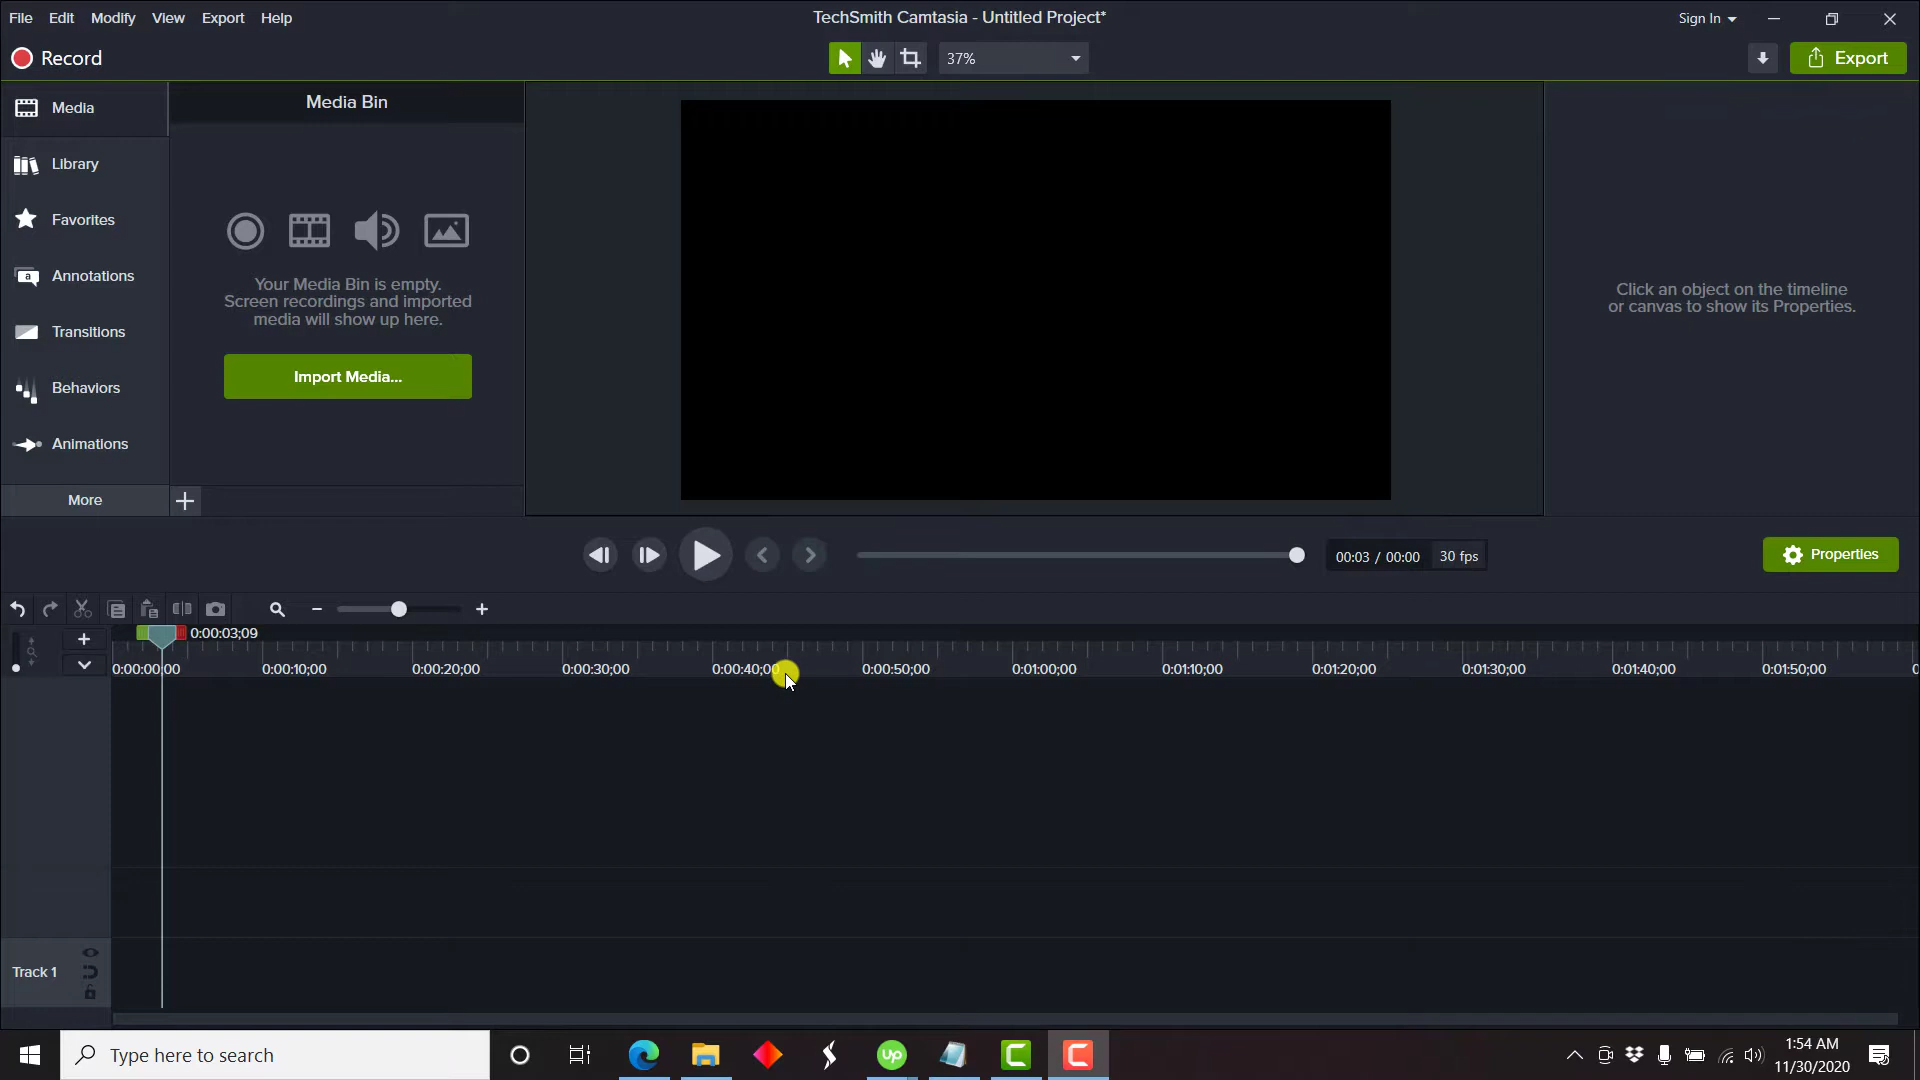 File Edit Modify View Export Help
TechSmith Camtasia - Untitled Project*
Sign In
Record
37%
Export
Media
Library
Favorites
Annotations
Transitions
Behaviors
Animations
More
Media Bin
Your Media Bin is empty.
Screen recordings and imported
media will show up here.
Import Media...
Click an object on the timeline
or canvas to show its Properties.
00:03 / 00:00 30 fps
Properties
0:00:03;09
0:00:00;00 0:00:10;00 0:00:20;00 0:00:30;00 0:00:40;00 0:00:50;00 0:01:00;00 0:01:10;00 0:01:20;00 0:01:30;00 0:01:40;00 0:01:50;00 0
Track 1
Type here to search
up
1:54 AM
11/30/2020